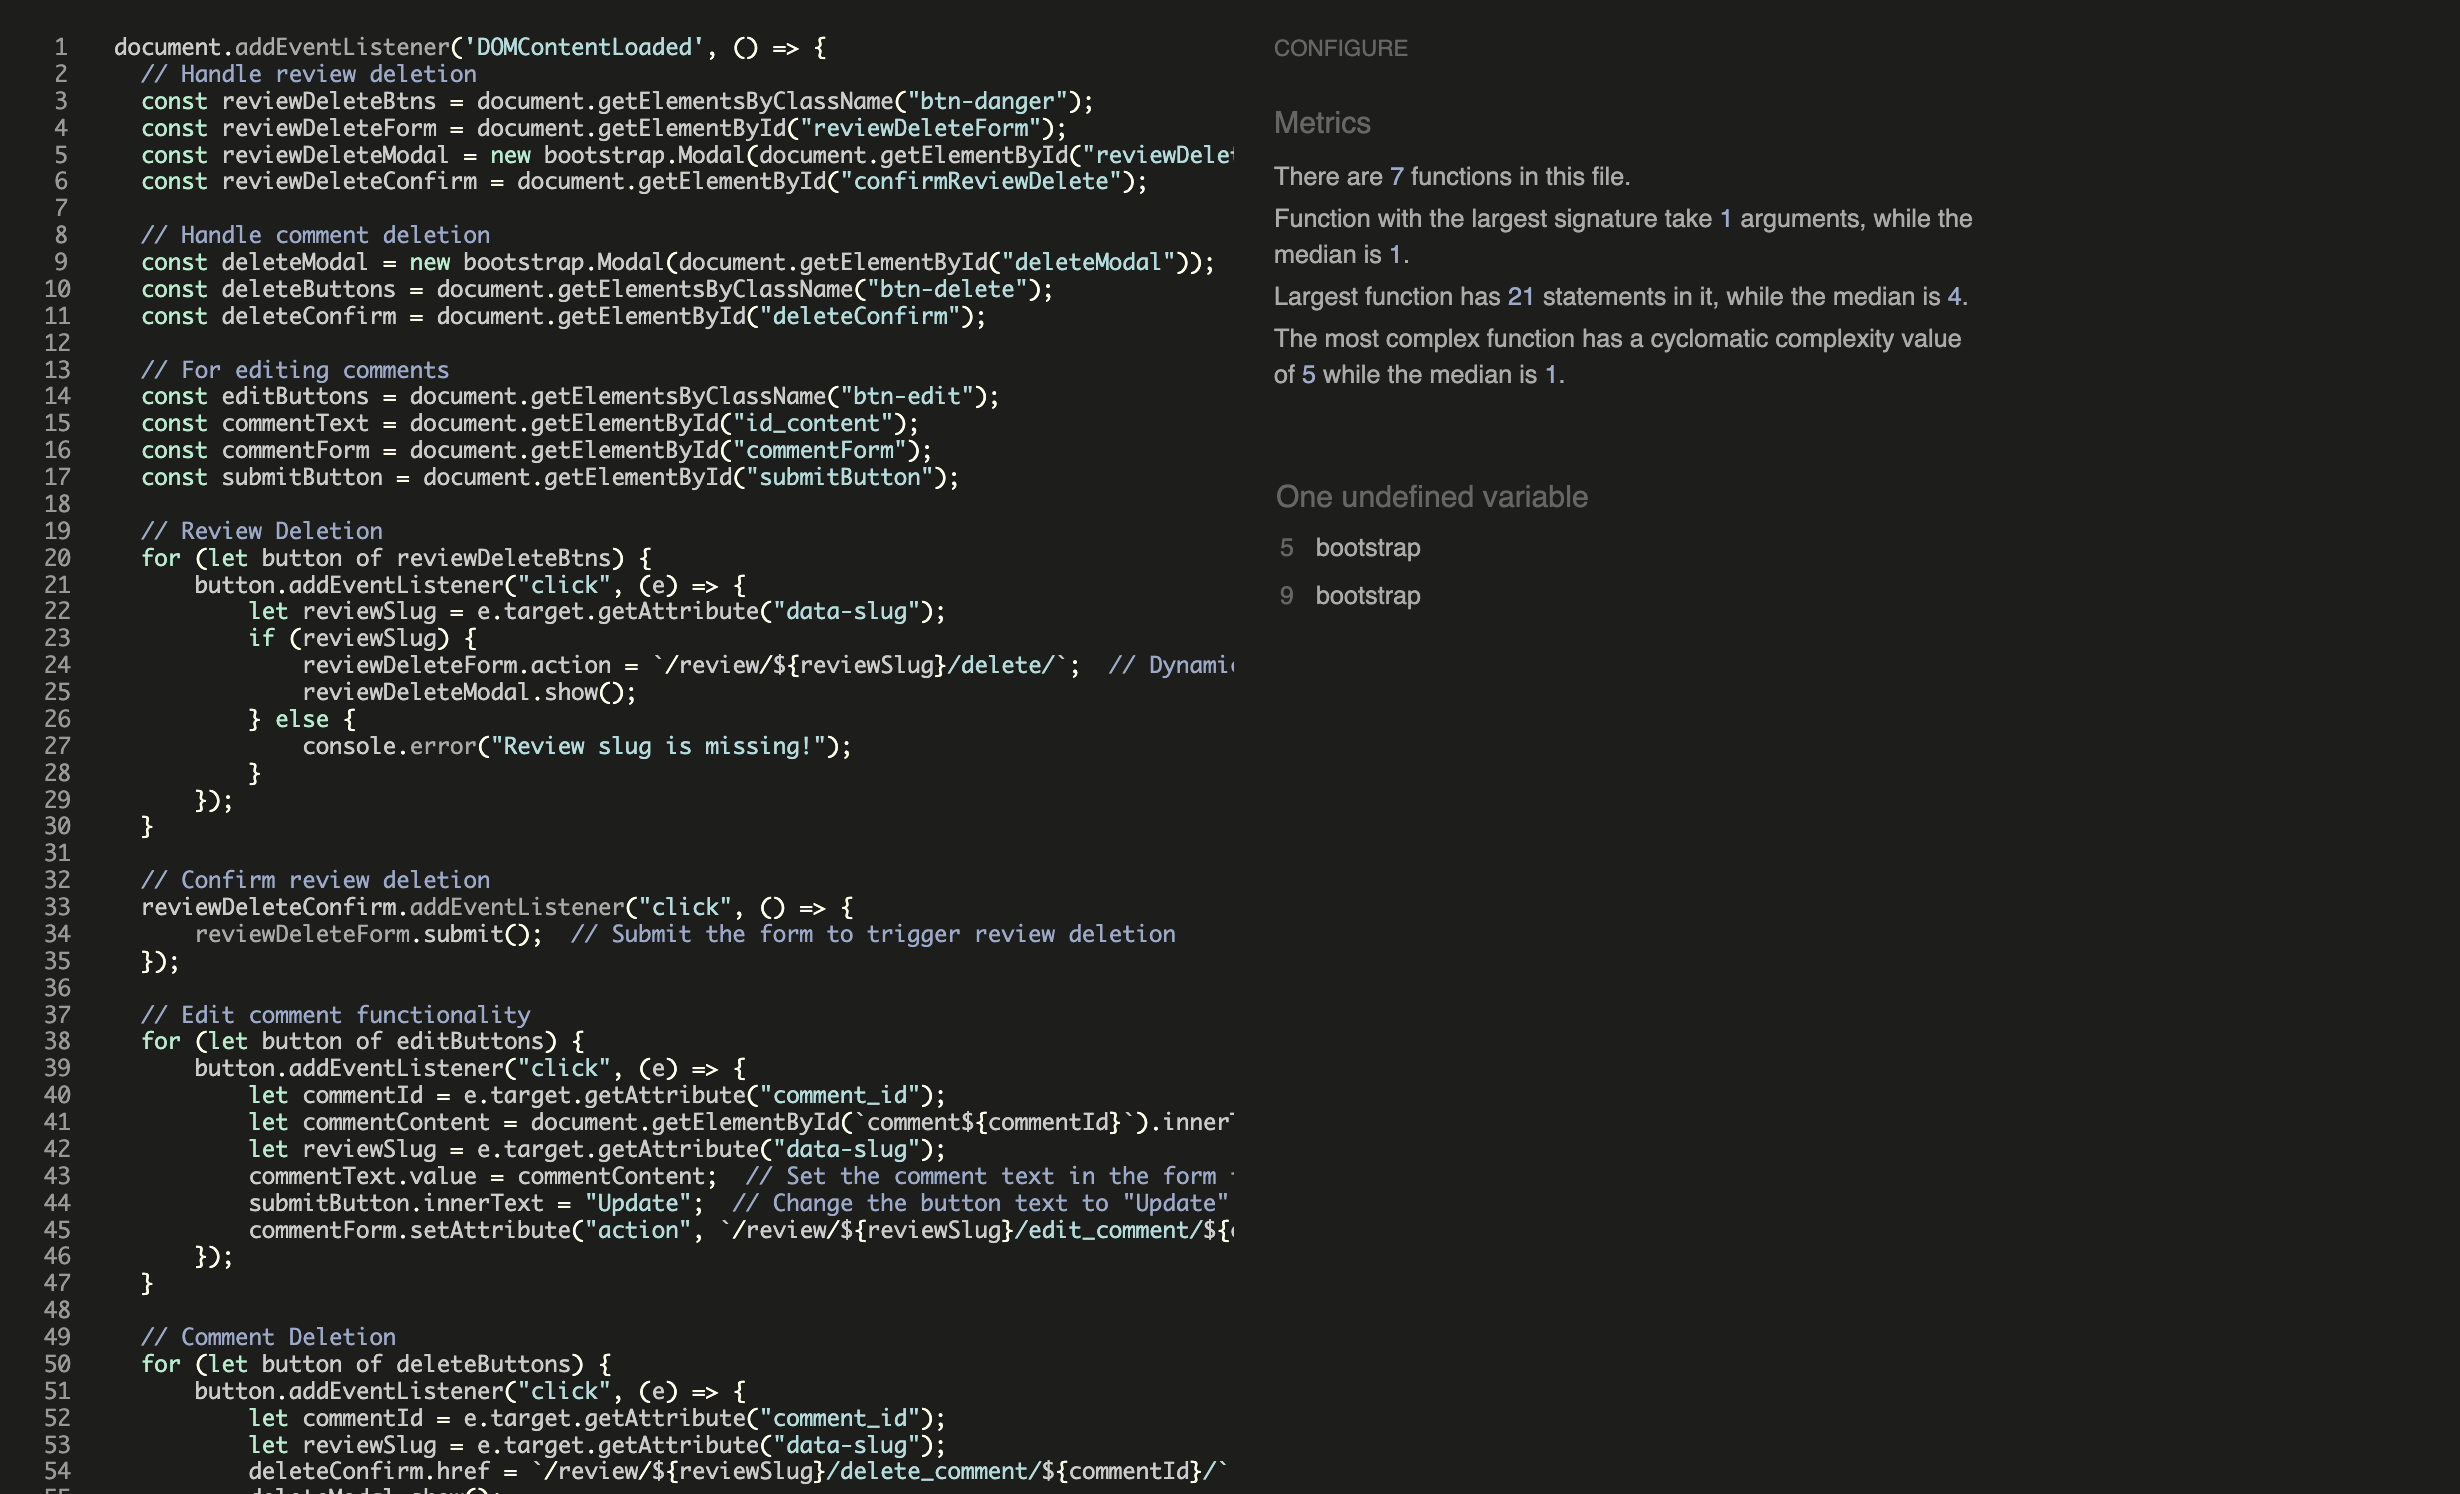 1 document.addEventListener('DOMContentLoaded', () => {
2 // Handle review deletion
3 const reviewDeleteBtns = document.getElementsByClassName("btn-danger");
4 const reviewDeleteForm = document.getElementById("reviewDeleteForm");
5 const reviewDeleteModal = new bootstrap.Modal(document.getElementById("reviewDele
6 const reviewDeleteConfirm = document.getElementById("confirmReviewDelete");
7
8 // Handle comment deletion
9 const deleteModal = new bootstrap.Modal(document.getElementById("deleteModal"));
10 const deleteButtons = document.getElementsByClassName("btn-delete");
11 const deleteConfirm = document.getElementById("deleteConfirm");
12
13 // For editing comments
14 const editButtons = document.getElementsByClassName("btn-edit");
15 const commentText = document.getElementById("id_content");
16 const commentForm = document.getElementById("commentForm");
17 const submitButton = document.getElementById("submitButton");
18
19 // Review Deletion
20 for (let button of reviewDeleteBtns) {
21 button.addEventListener("click", (e) => {
22 let reviewSlug = e.target.getAttribute("data-slug");
23 if (reviewSlug) {
24 reviewDeleteForm.action = `/review/${reviewSlug}/delete/`; // Dynami
25 reviewDeleteModal.show();
26 } else {
27 console.error("Review slug is missing!");
28 }
29 });
30 }
31
32 // Confirm review deletion
33 reviewDeleteConfirm.addEventListener("click", () => {
34 reviewDeleteForm.submit(); // Submit the form to trigger review deletion
35 });
36
37 // Edit comment functionality
38 for (let button of editButtons) {
39 button.addEventListener("click", (e) => {
40 let commentId = e.target.getAttribute("comment_id");
41 let commentContent = document.getElementById(`comment${commentId}`).inner
42 let reviewSlug = e.target.getAttribute("data-slug");
43 commentText.value = commentContent; // Set the comment text in the form
44 submitButton.innerText = "Update"; // Change the button text to "Update"
45 commentForm.setAttribute("action", `/review/${reviewSlug}/edit_comment/${
46 });
47 }
48
49 // Comment Deletion
50 for (let button of deleteButtons) {
51 button.addEventListener("click", (e) => {
52 let commentId = e.target.getAttribute("comment_id");
53 let reviewSlug = e.target.getAttribute("data-slug");
54 deleteConfirm.href = `/review/${reviewSlug}/delete_comment/${commentId}/`
CONFIGURE
Metrics
There are 7 functions in this file.
Function with the largest signature take 1 arguments, while the
median is 1.
Largest function has 21 statements in it, while the median is 4.
The most complex function has a cyclomatic complexity value
of 5 while the median is 1.
One undefined variable
5 bootstrap
9 bootstrap